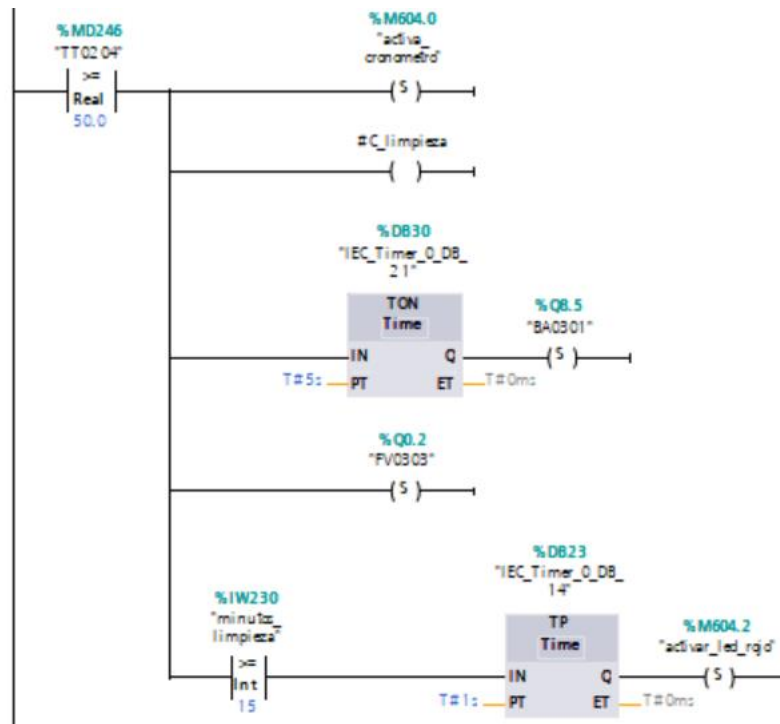 %MD246
"TT0204"
>=
Real
50.0
%M604.0
"activa_
cronometro"
S
#C_limpieza
%DB30
"IEC_Timer_0_DB_
21"
TON
Time
IN Q
T#5s PT ET T#0ms
%Q8.5
"BA0301"
S
%Q0.2
"FV0303"
S
%IW230
"minutos_
limpieza"
>=
Int
15
%DB23
"IEC_Timer_0_DB_
14"
TP
Time
IN Q
T#1s PT ET T#0ms
%M604.2
"activar_led_rojo"
S